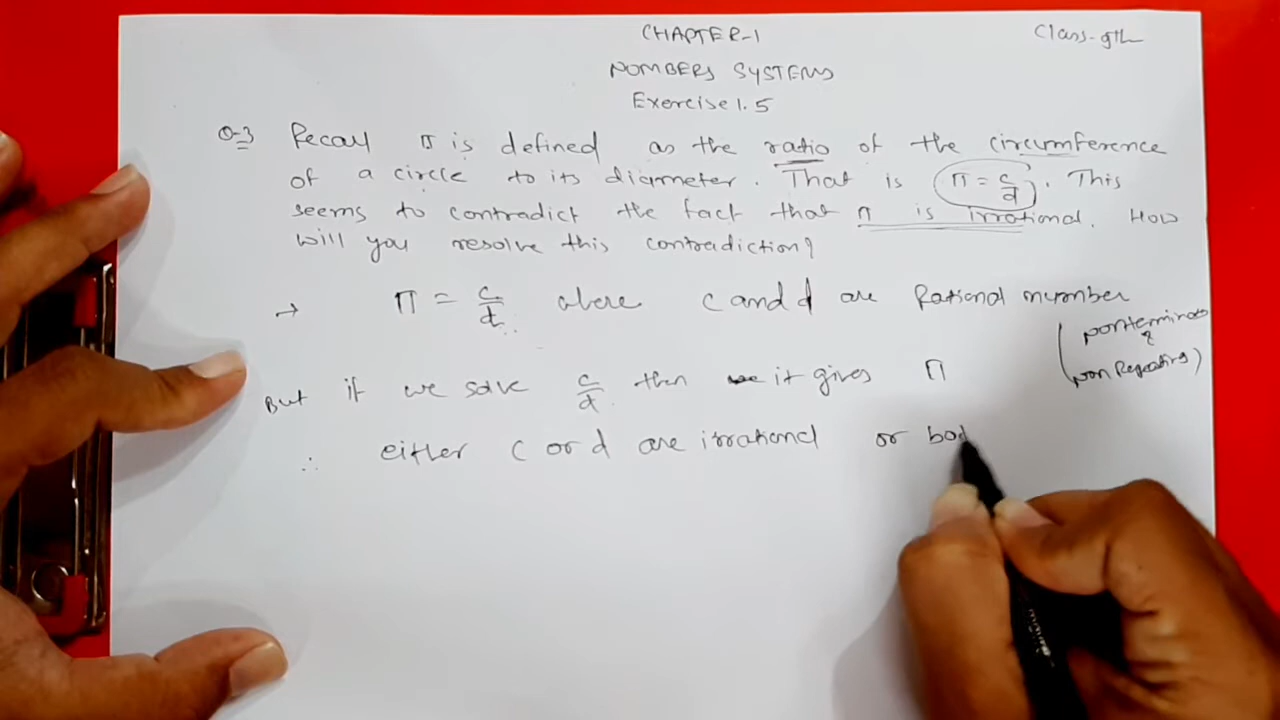 CHAPTER-1
Class-9th
NUMBERS SYSTEMS
Exercise 1.5
Q-3 Recall π is defined as the ratio of the circumference
of a circle to its diameter. That is π = c/d. This
seems to contradict the fact that π is irrational. How
will you resolve this contradiction?
→ π = c/d where c and d are Rational number
(nonterminate
&
non Repeating)
But if we solve c/d then it gives π
∴ either c or d are irrational or bo